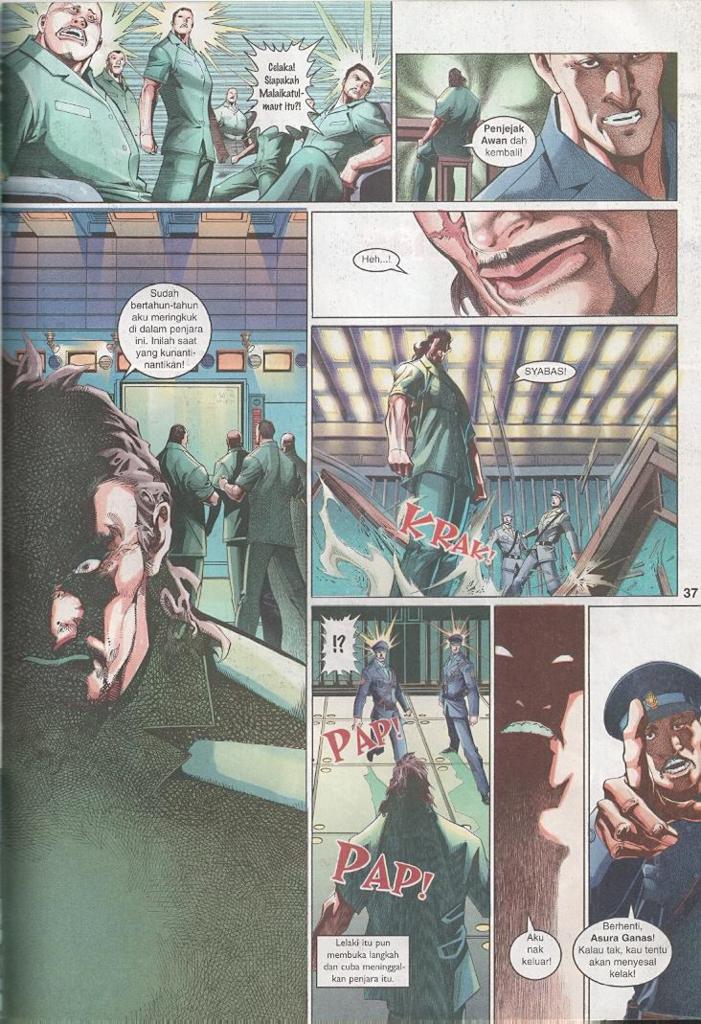 Celaka!
Siapakah
Malaikatul-
maut itu?!
Penjejak
Awan dah
kembali!
Heh...!
Sudah
bertahun-tahun
aku meringkuk
di dalam penjara
ini. Inilah saat
yang kunanti-
nantikan!
SYABAS!
KRAK!
37
!?
PAP!
PAP!
Lelaki itu pun
membuka langkah
dan cuba meninggal-
kan penjara itu.
Aku
nak
keluar!
Berhenti,
Asura Ganas!
Kalau tak, kau tentu
akan menyesal
kelak!